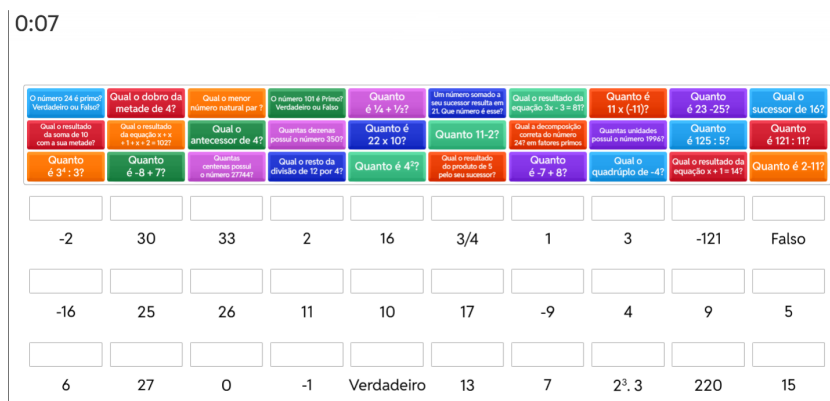 0:07
O número 24 é primo?
Verdadeiro ou Falso?
Qual o dobro da
metade de 4?
Qual o menor
número natural par ?
O número 101 é Primo?
Verdadeiro ou Falso
Quanto
é ¼ + ½?
Um número somado a
seu sucessor resulta em
21. Que número é esse?
Qual o resultado da
equação 3x - 3 = 81?
Quanto é
11 x (-11)?
Quanto
é 23 -25?
Qual o
sucessor de 16?
Qual o resultado
da soma de 10
com a sua metade?
Qual o resultado
da equação x + x
+ 1 + x + 2 = 102?
Qual o
antecessor de 4?
Quantas dezenas
possui o número 350?
Quanto é
22 x 10?
Quanto 11-2?
Qual a decomposição
correta do número
24? em fatores primos
Quantas unidades
possui o número 1996?
Quanto
é 125 : 5?
Quanto
é 121 : 11?
Quanto
é 3⁴ : 3?
Quanto
é -8 + 7?
Quantas
centenas possui
o número 27744?
Qual o resto da
divisão de 12 por 4?
Quanto é 4²?
Qual o resultado
do produto de 5
pelo seu sucessor?
Quanto
é -7 + 8?
Qual o
quadrúplo de -4?
Qual o resultado da
equação x + 1 = 14?
Quanto é 2-11?
-2 30 33 2 16 3/4 1 3 -121 Falso
-16 25 26 11 10 17 -9 4 9 5
6 27 0 -1 Verdadeiro 13 7 2³. 3 220 15